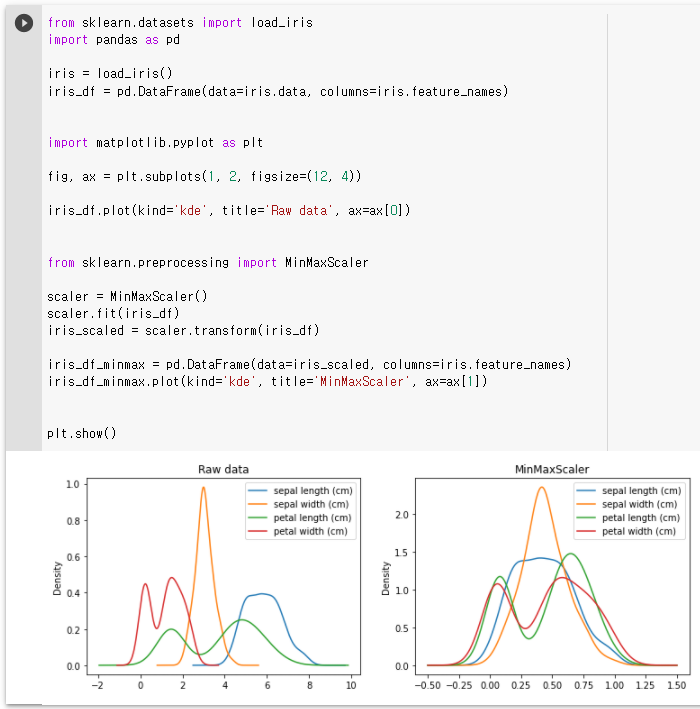 from sklearn.datasets import load_iris
import pandas as pd
iris = load_iris()
iris_df = pd.DataFrame(data=iris.data, columns=iris.feature_names)
import matplotlib.pyplot as plt
fig, ax = plt.subplots(1, 2, figsize=(12, 4))
iris_df.plot(kind='kde', title='Raw data', ax=ax[0])
from sklearn.preprocessing import MinMaxScaler
scaler = MinMaxScaler()
scaler.fit(iris_df)
iris_scaled = scaler.transform(iris_df)
iris_df_minmax = pd.DataFrame(data=iris_scaled, columns=iris.feature_names)
iris_df_minmax.plot(kind='kde', title='MinMaxScaler', ax=ax[1])
plt.show()
Raw data
1.0
0.8
0.6
0.4
0.2
0.0
Density
sepal length (cm)
sepal width (cm)
petal length (cm)
petal width (cm)
−2 0 2 4 6 8 10
MinMaxScaler
2.0
1.5
1.0
0.5
0.0
Density
sepal length (cm)
sepal width (cm)
petal length (cm)
petal width (cm)
−0.50 −0.25 0.00 0.25 0.50 0.75 1.00 1.25 1.50